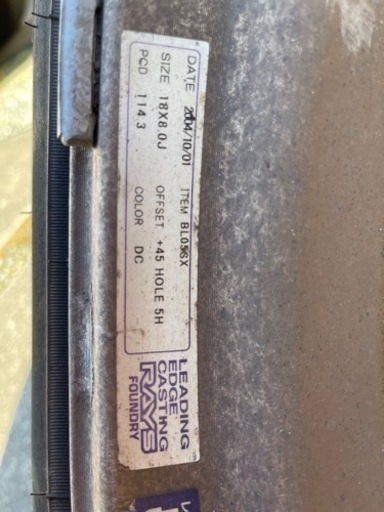 DATE 2004/10/01 ITEM BL05SX
SIZE 18X8.0J OFFSET +45 HOLE 5H
PCD 114.3 COLOR DC
LEADING
EDGE
CASTING
RAYS
FOUNDRY